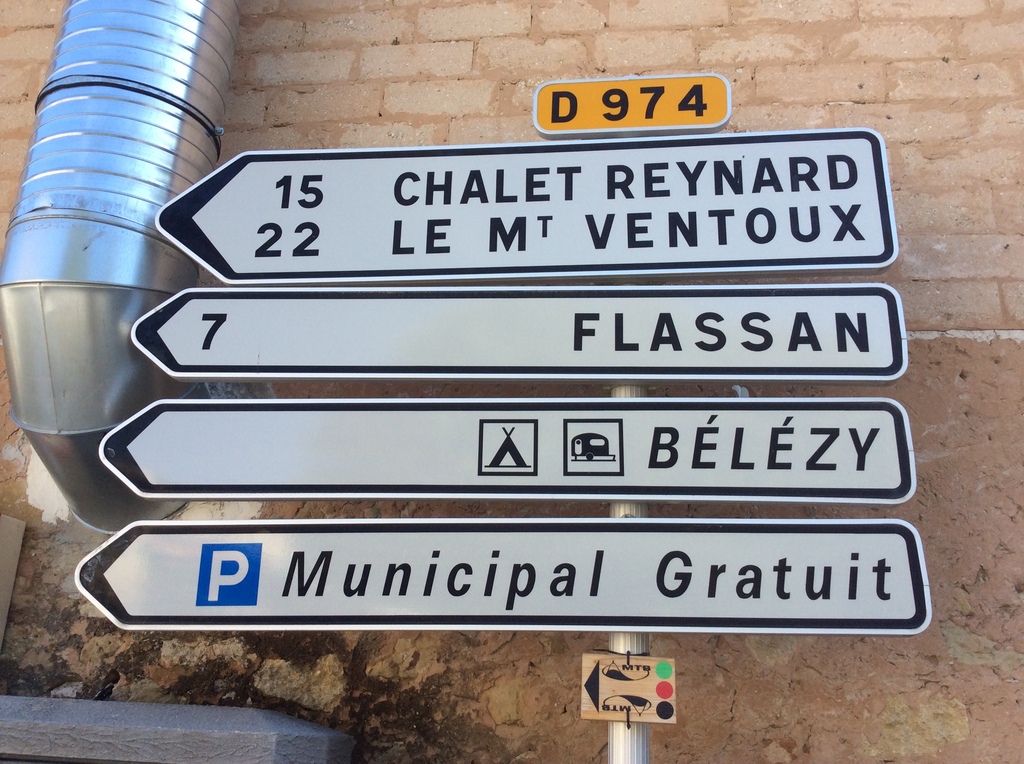 D 974
15 CHALET REYNARD
22 LE MT VENTOUX
7 FLASSAN
BÉLÉZY
P Municipal Gratuit
MTB
MTB